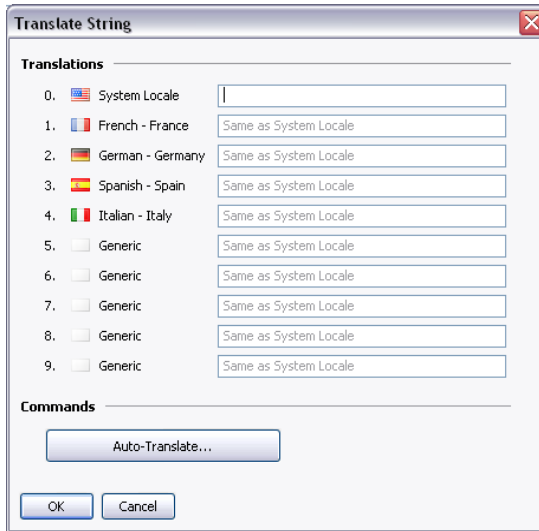 Translate String
Translations
0. System Locale
1. French - France Same as System Locale
2. German - Germany Same as System Locale
3. Spanish - Spain Same as System Locale
4. Italian - Italy Same as System Locale
5. Generic Same as System Locale
6. Generic Same as System Locale
7. Generic Same as System Locale
8. Generic Same as System Locale
9. Generic Same as System Locale
Commands
Auto-Translate...
OK Cancel